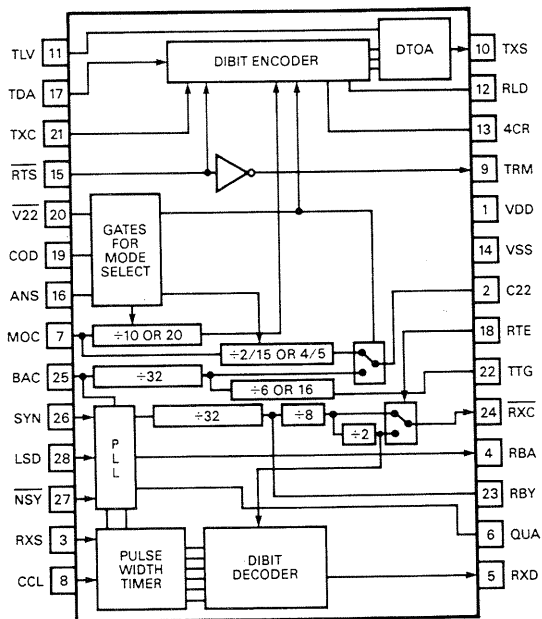 TLV 11
DTOA
10 TXS
DIBIT ENCODER
TDA 17
12 RLD
TXC 21
13 4CR
R̅T̅S̅ 15
9 TRM
V̅2̅2̅ 20
GATES
FOR
MODE
SELECT
1 VDD
COD 19
14 VSS
ANS 16
2 C22
MOC 7
÷10 OR 20
÷2/15 OR 4/5
18 RTE
BAC 25
÷32
÷6 OR 16
22 TTG
SYN 26
÷32
÷8
÷2
24 R̅X̅C̅
LSD 28
PLL
4 RBA
N̅S̅Y̅ 27
23 RBY
RXS 3
6 QUA
PULSE
WIDTH
TIMER
DIBIT
DECODER
CCL 8
5 RXD